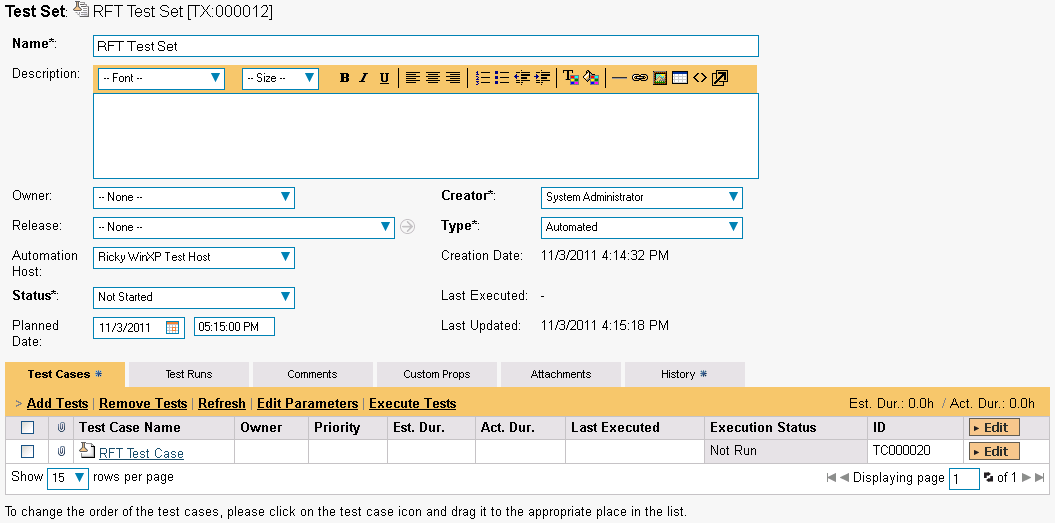 Test Set: RFT Test Set [TX:000012]
Name*: RFT Test Set
Description: -- Font -- -- Size -- B I U
Owner: -- None -- Creator*: System Administrator
Release: -- None -- Type*: Automated
Automation Host: Ricky WinXP Test Host Creation Date: 11/3/2011 4:14:32 PM
Status*: Not Started Last Executed: -
Planned Date: 11/3/2011 05:15:00 PM Last Updated: 11/3/2011 4:15:18 PM
Test Cases * Test Runs Comments Custom Props Attachments History *
> Add Tests | Remove Tests | Refresh | Edit Parameters | Execute Tests Est. Dur.: 0.0h / Act. Dur.: 0.0h
Test Case Name Owner Priority Est. Dur. Act. Dur. Last Executed Execution Status ID Edit
RFT Test Case Not Run TC000020 Edit
Show 15 rows per page Displaying page 1 of 1
To change the order of the test cases, please click on the test case icon and drag it to the appropriate place in the list.